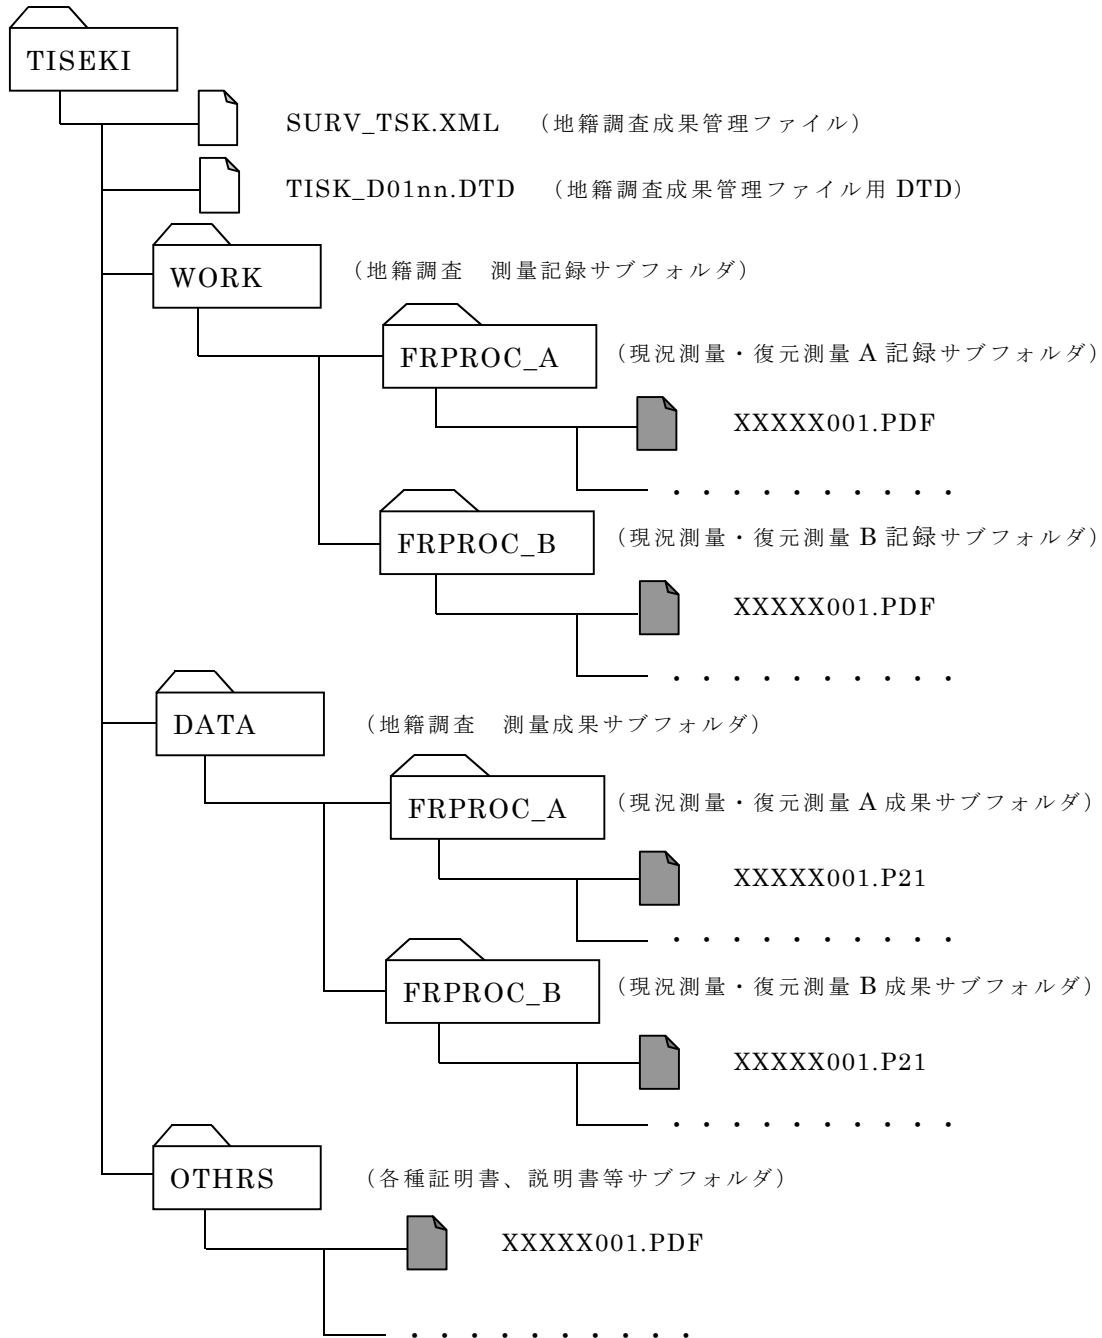 TISEKI
SURV_TSK.XML （地籍調査成果管理ファイル）
TISK_D01nn.DTD （地籍調査成果管理ファイル用 DTD）
WORK （地籍調査　測量記録サブフォルダ）
FRPROC_A （現況測量・復元測量 A 記録サブフォルダ）
XXXXX001.PDF
・・・・・・・・・・
FRPROC_B （現況測量・復元測量 B 記録サブフォルダ）
XXXXX001.PDF
・・・・・・・・・・
DATA （地籍調査　測量成果サブフォルダ）
FRPROC_A （現況測量・復元測量 A 成果サブフォルダ）
XXXXX001.P21
・・・・・・・・・・
FRPROC_B （現況測量・復元測量 B 成果サブフォルダ）
XXXXX001.P21
・・・・・・・・・・
OTHRS （各種証明書、説明書等サブフォルダ）
XXXXX001.PDF
・・・・・・・・・・